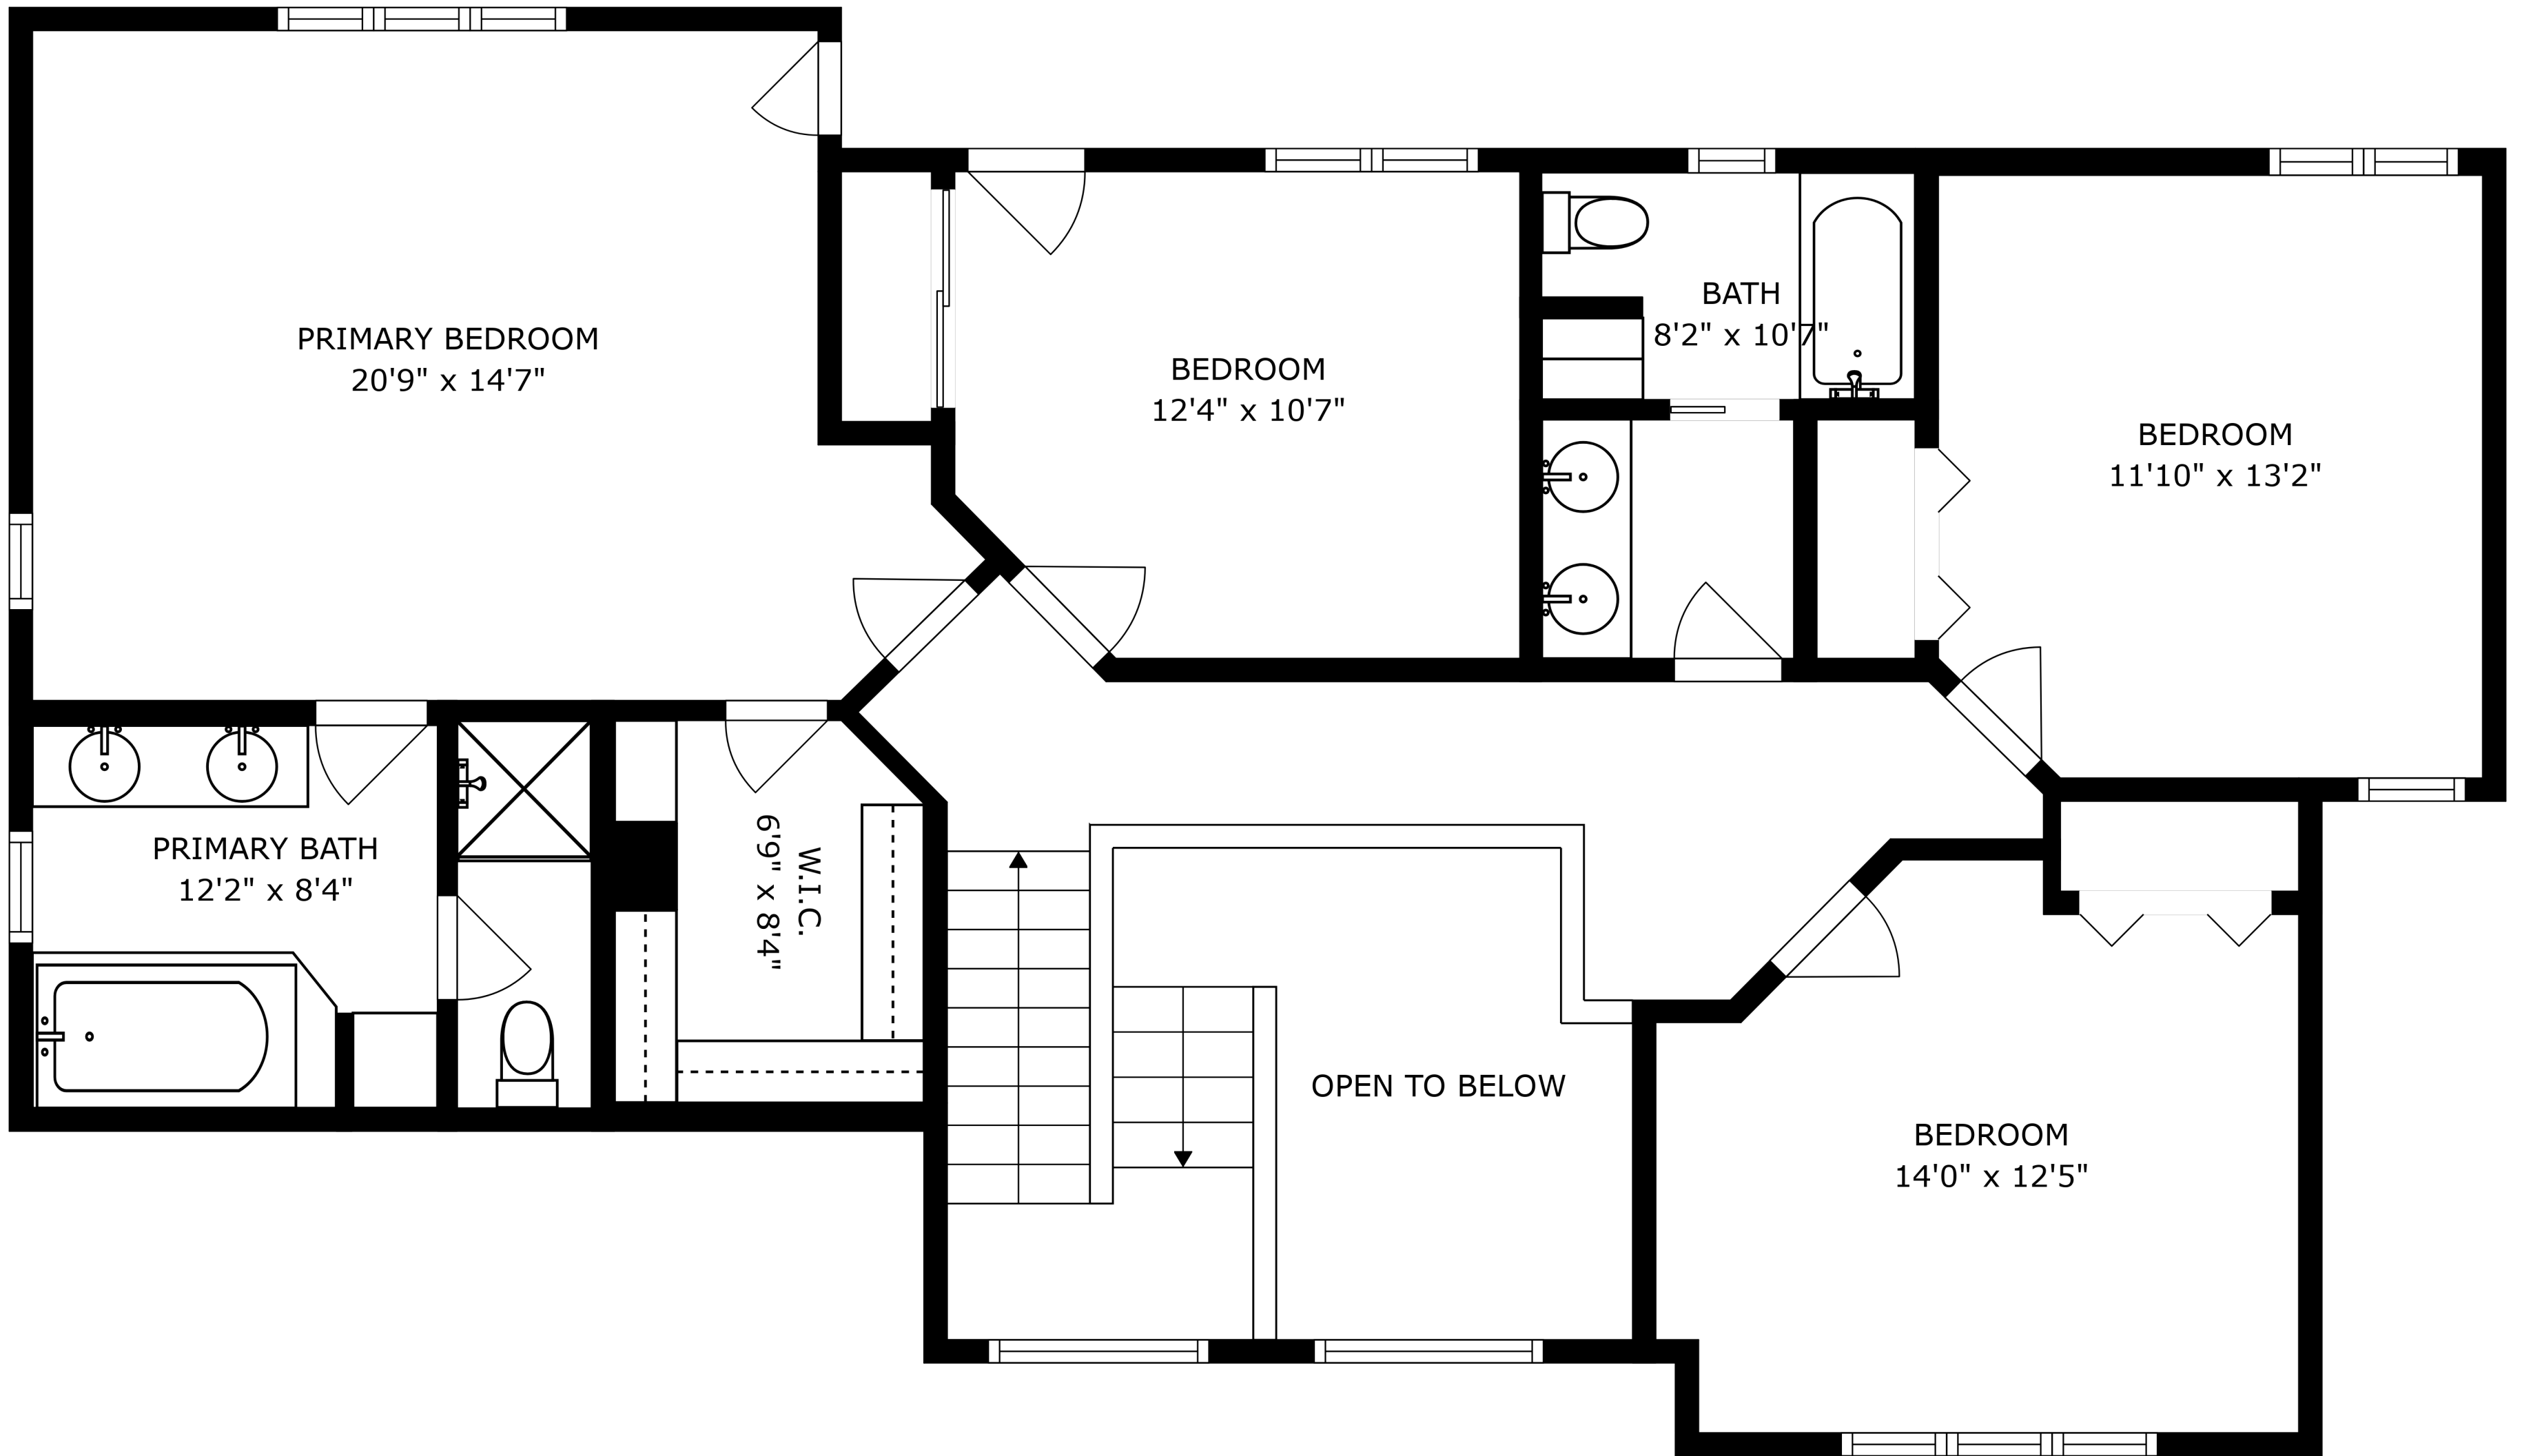 PRIMARY BEDROOM
20'9" x 14'7"
BEDROOM
12'4" x 10'7"
BATH
8'2" x 10'7"
BEDROOM
11'10" x 13'2"
PRIMARY BATH
12'2" x 8'4"
W.I.C.
6'9" x 8'4"
OPEN TO BELOW
BEDROOM
14'0" x 12'5"